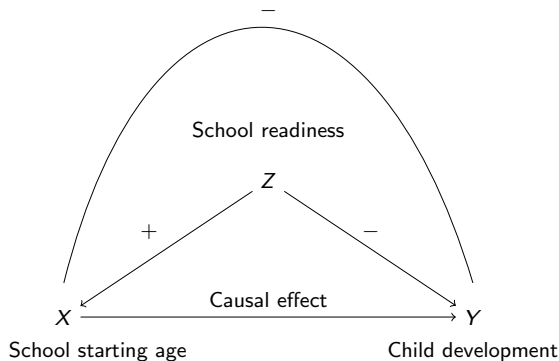 −
School readiness
Z
+ −
Causal effect
X Y
School starting age Child development